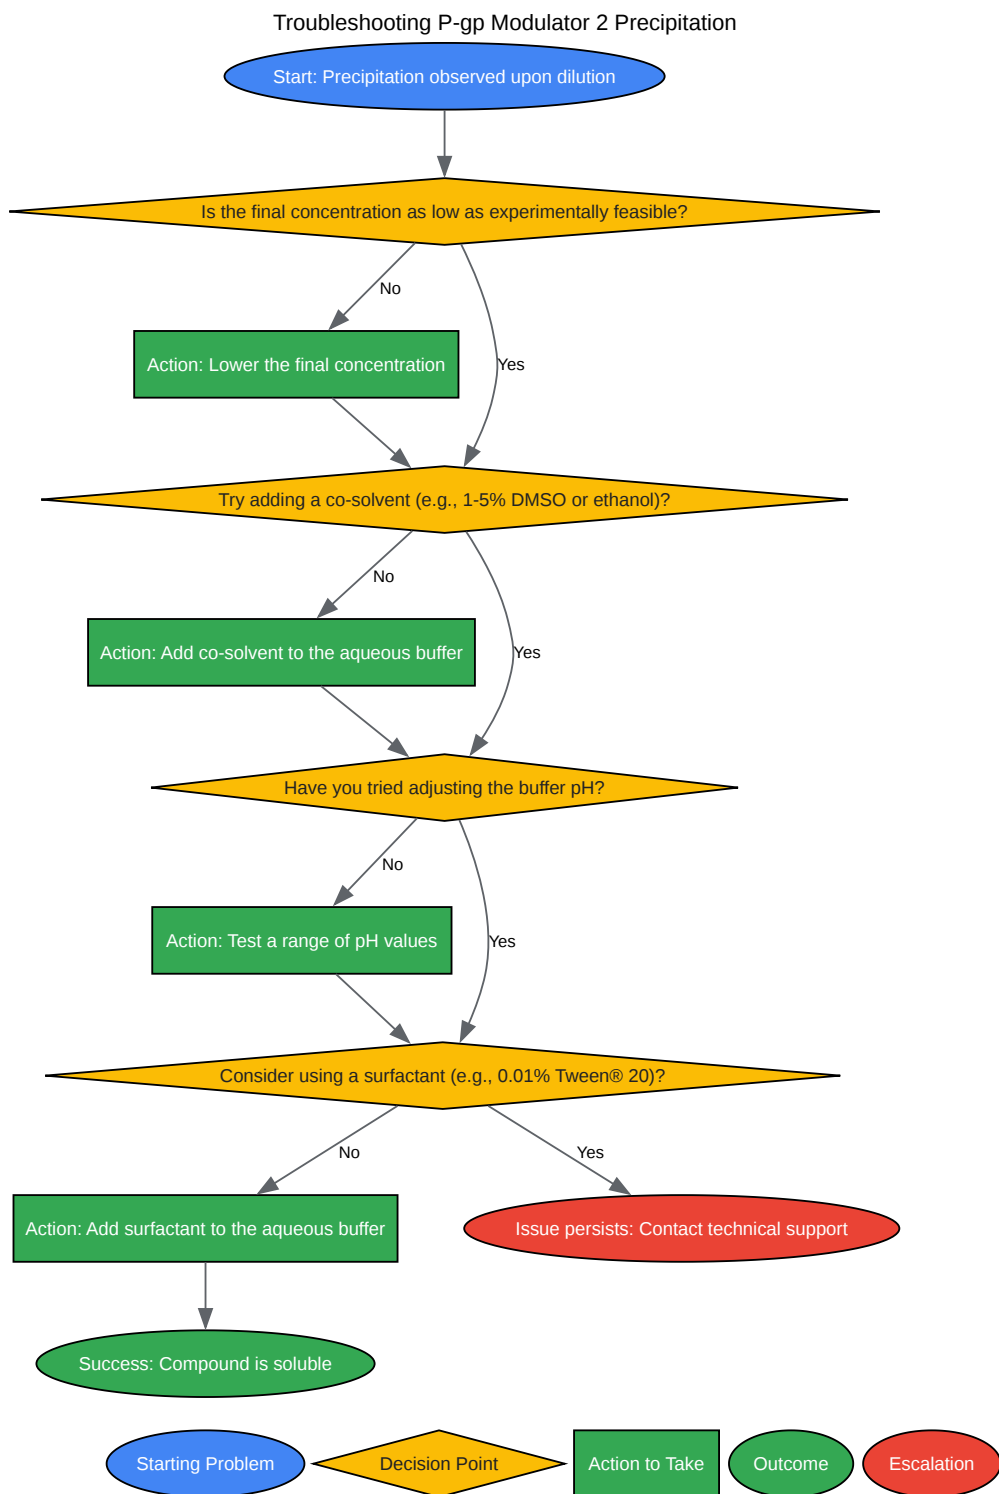 Troubleshooting P-gp Modulator 2 Precipitation
Start: Precipitation observed upon dilution
Is the final concentration as low as experimentally feasible?
No
Action: Lower the final concentration
Yes
Try adding a co-solvent (e.g., 1-5% DMSO or ethanol)?
No
Action: Add co-solvent to the aqueous buffer
Yes
Have you tried adjusting the buffer pH?
No
Action: Test a range of pH values
Yes
Consider using a surfactant (e.g., 0.01% Tween® 20)?
No
Yes
Action: Add surfactant to the aqueous buffer
Issue persists: Contact technical support
Success: Compound is soluble
Starting Problem
Decision Point
Action to Take
Outcome
Escalation